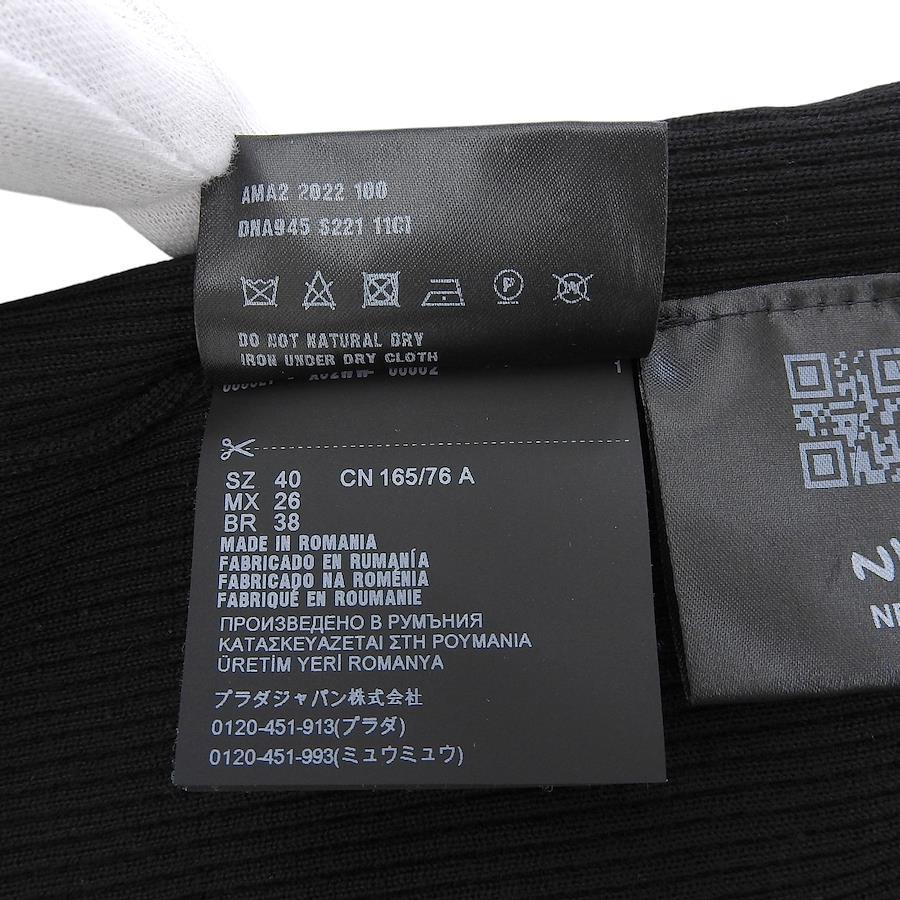 AMA2 2022 100
DNA945 S221 11CI
P
DO NOT NATURAL DRY
IRON UNDER DRY CLOTH
1
SZ 40 CN 165/76 A
MX 26
BR 38
MADE IN ROMANIA
FABRICADO EN RUMANÍA
FABRICADO NA ROMÉNIA
FABRIQUÉ EN ROUMANIE
ПРОИЗВЕДЕНО В РУМЪНИЯ
ΚΑΤΑΣΚΕΥΑΖΕΤΑΙ ΣΤΗ ΡΟΥΜΑΝΙΑ
ÜRETİM YERİ ROMANYA
プラダジャパン株式会社
0120-451-913(プラダ)
0120-451-993(ミュウミュウ)